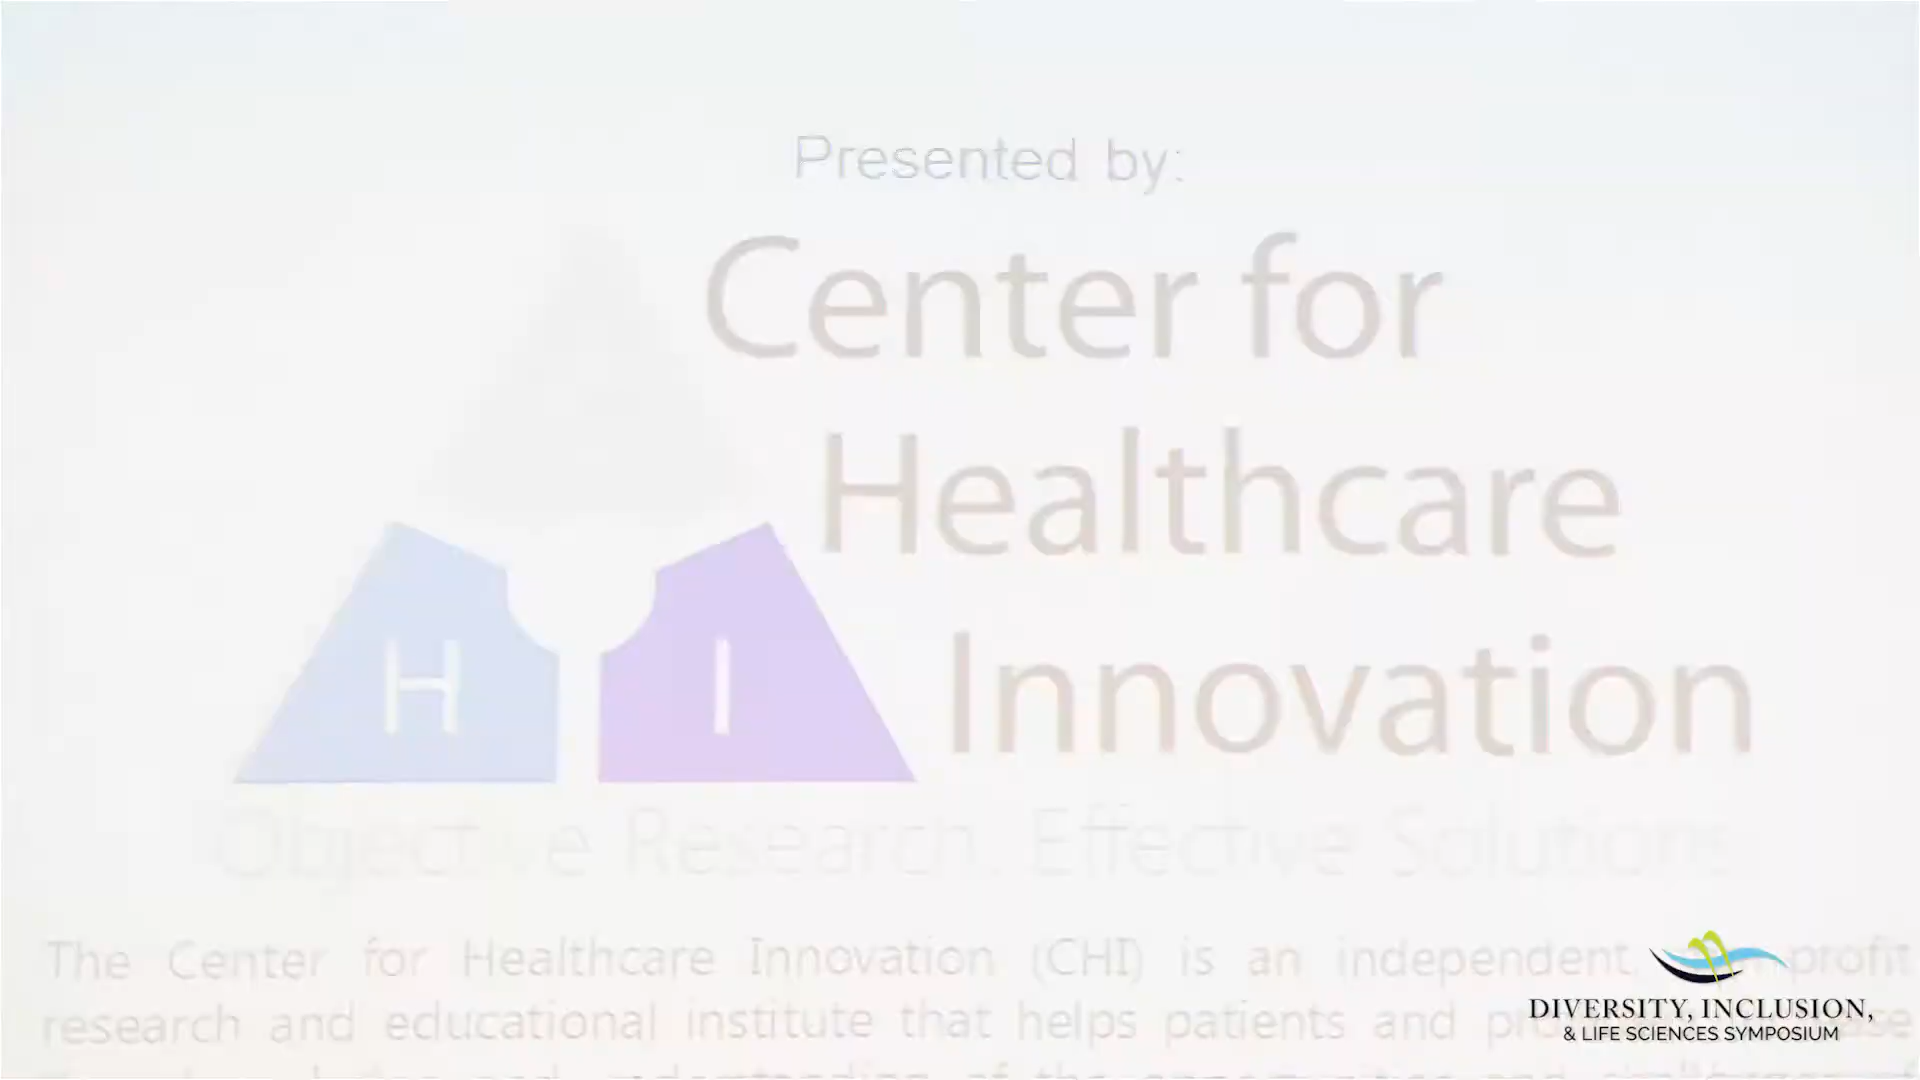 Presented by:
Center for
Healthcare
Innovation
H I
Objective Research. Effective Solutions
The Center for Healthcare Innovation (CHI) is an independent, profit
research and educational institute that helps patients and
DIVERSITY, INCLUSION,
& LIFE SCIENCES SYMPOSIUM